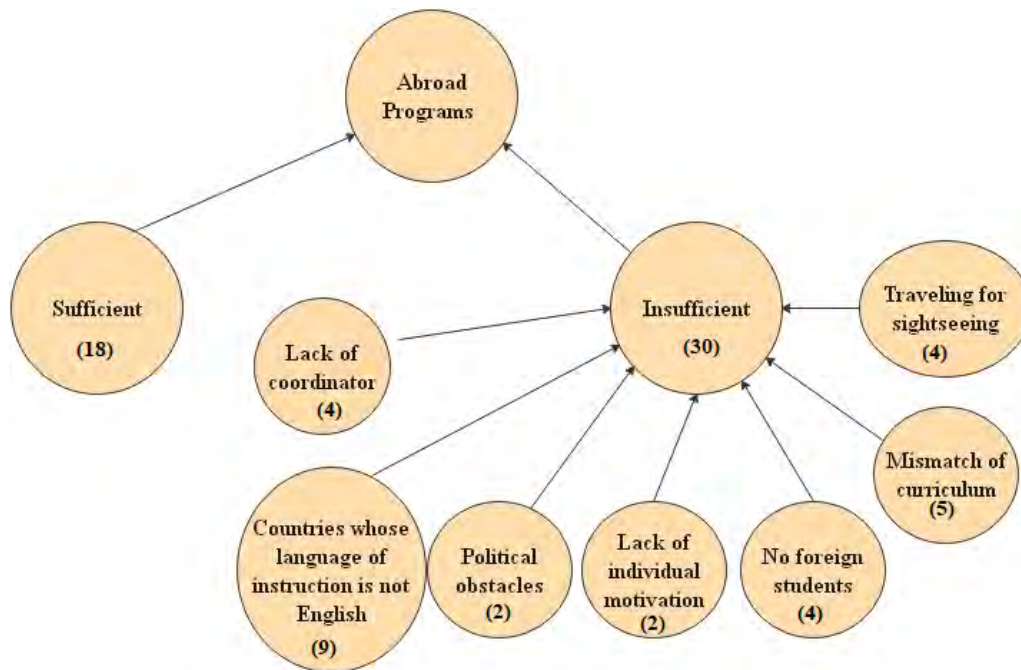 Abroad
Programs
Sufficient
(18)
Insufficient
(30)
Traveling for
sightseeing
(4)
Lack of
coordinator
(4)
Mismatch of
curriculum
(5)
Countries whose
language of
instruction is not
English
(9)
Political
obstacles
(2)
Lack of
individual
motivation
(2)
No foreign
students
(4)